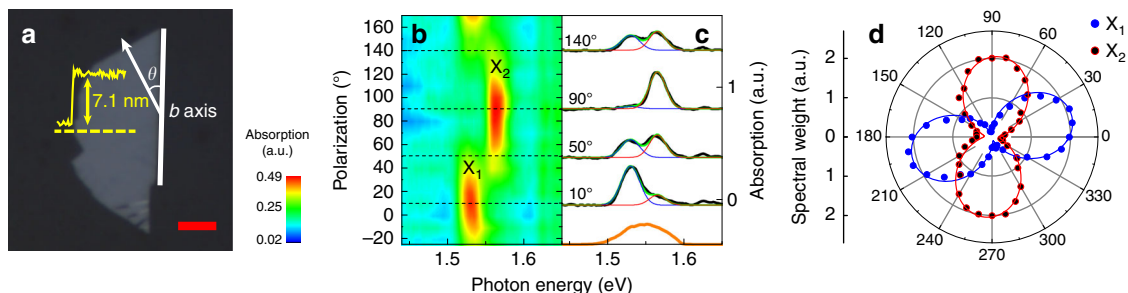 a
θ
7.1 nm
b axis
Absorption
(a.u.)
0.49
0.25
0.02
b
Polarization (°)
160
140
120
100
80
60
40
20
0
−20
X2
X1
1.5
1.6
Photon energy (eV)
c
140°
90°
50°
10°
1
0
Absorption (a.u.)
1.5
1.6
d
X1
X2
Spectral weight (a.u.)
2
1
0
1
2
90
60
30
0
330
300
270
240
210
180
150
120